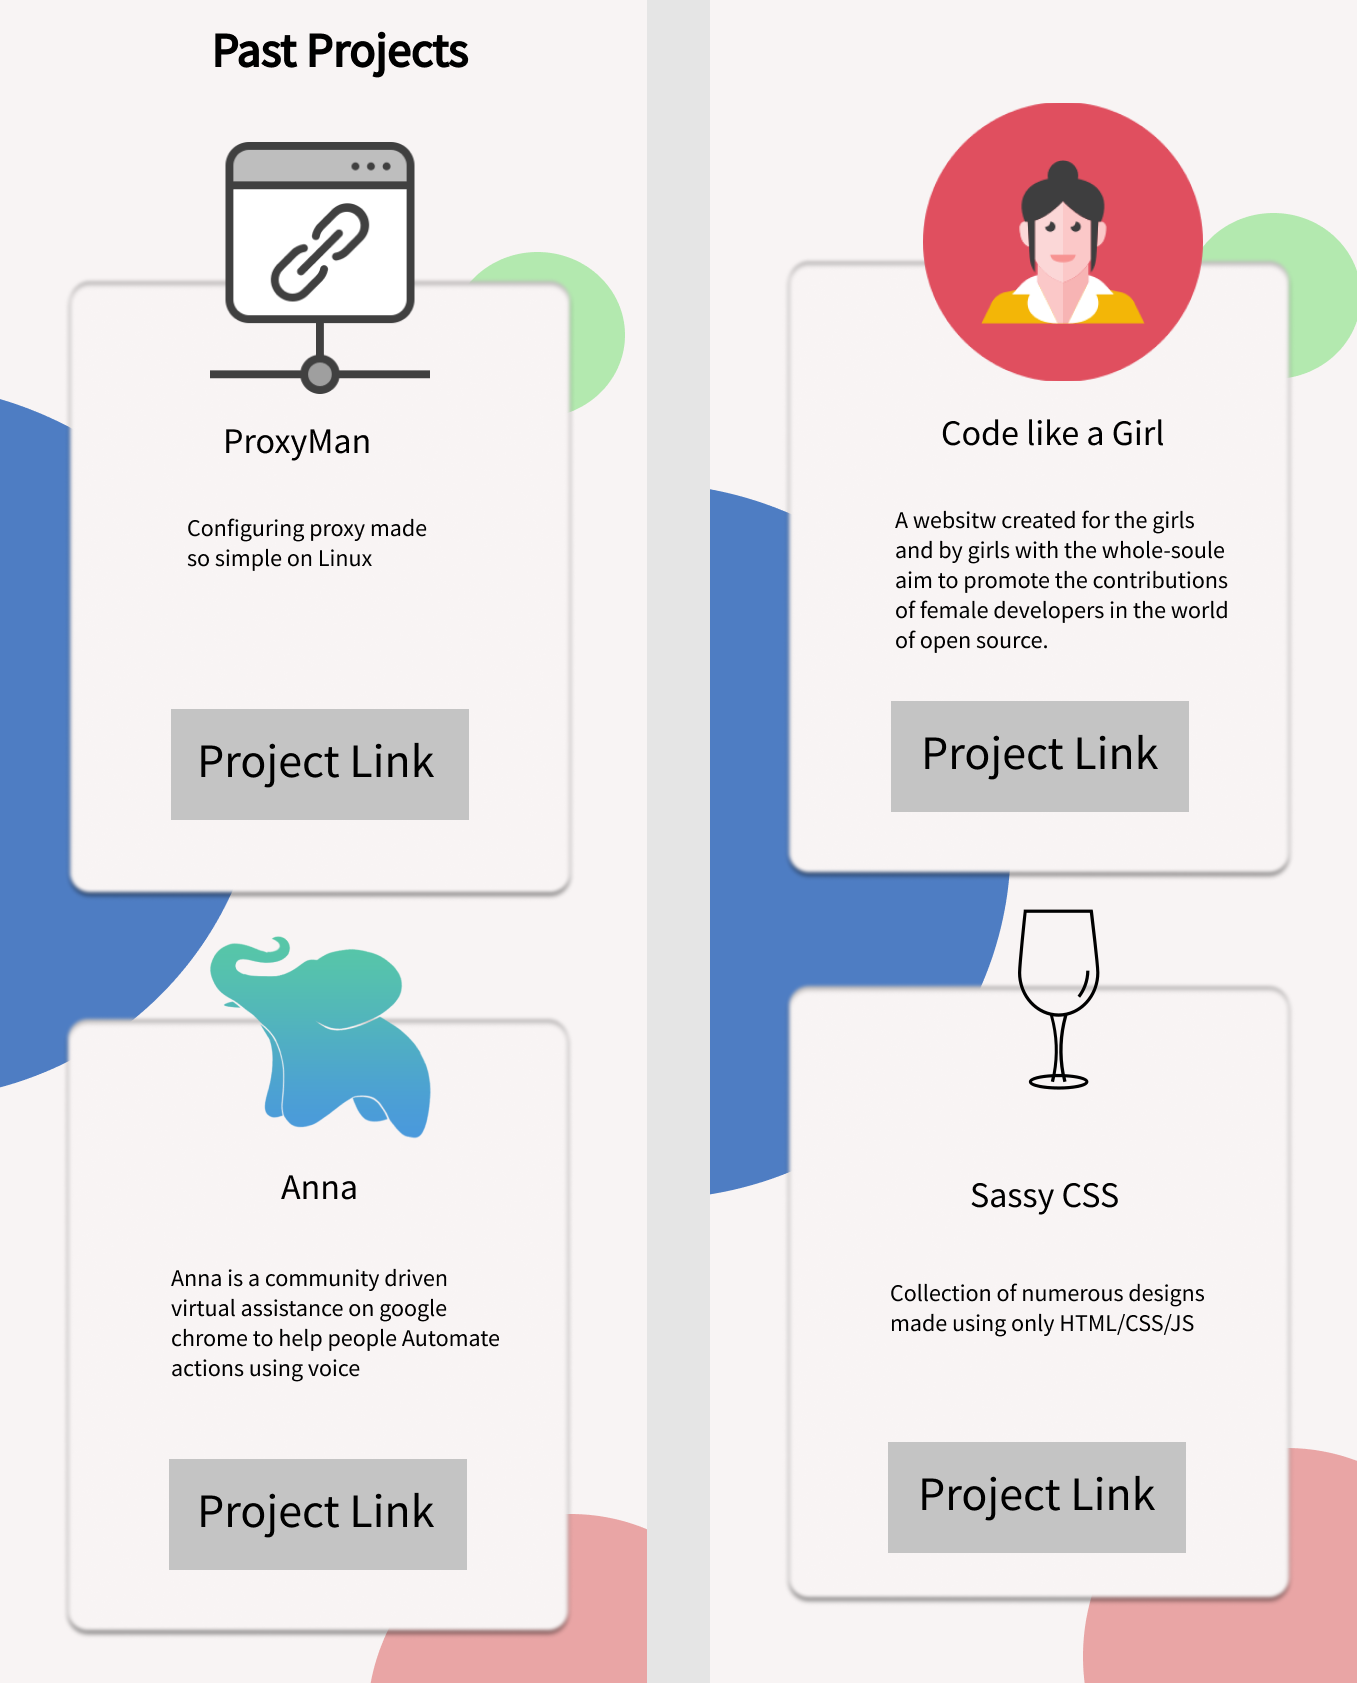 Past Projects
ProxyMan
Configuring proxy made
so simple on Linux
Project Link
Anna
Anna is a community driven
virtual assistance on google
chrome to help people Automate
actions using voice
Project Link
Code like a Girl
A websitw created for the girls
and by girls with the whole-soule
aim to promote the contributions
of female developers in the world
of open source.
Project Link
Sassy CSS
Collection of numerous designs
made using only HTML/CSS/JS
Project Link